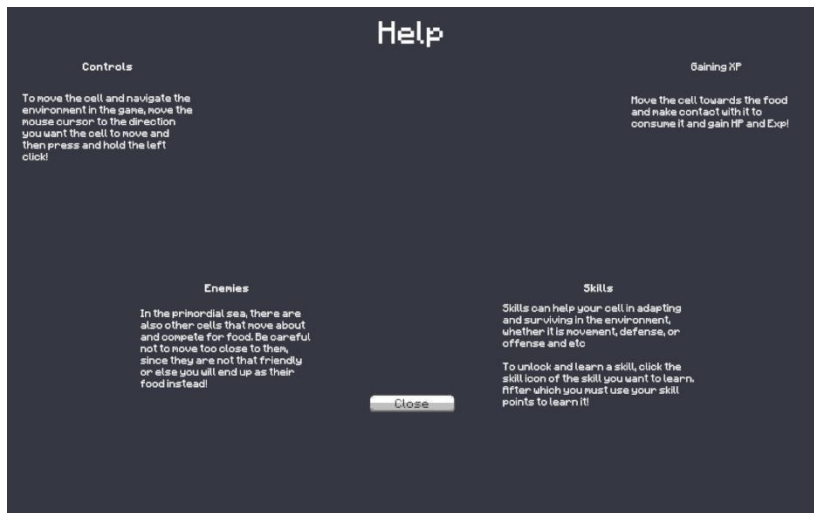 Help
Controls
To move the cell and navigate the
environment in the game, move the
mouse cursor to the direction
you want the cell to move and
then press and hold the left
click!
Gaining XP
Move the cell towards the food
and make contact with it to
consume it and gain HP and Exp!
Enemies
In the primordial sea, there are
also other cells that move about
and compete for food. Be careful
not to move too close to them,
since they are not that friendly
or else you will end up as their
food instead!
Skills
Skills can help your cell in adapting
and surviving in the environment,
whether it is movement, defense, or
offense and etc
To unlock and learn a skill, click the
skill icon of the skill you want to learn.
After which you must use your skill
points to learn it!
Close